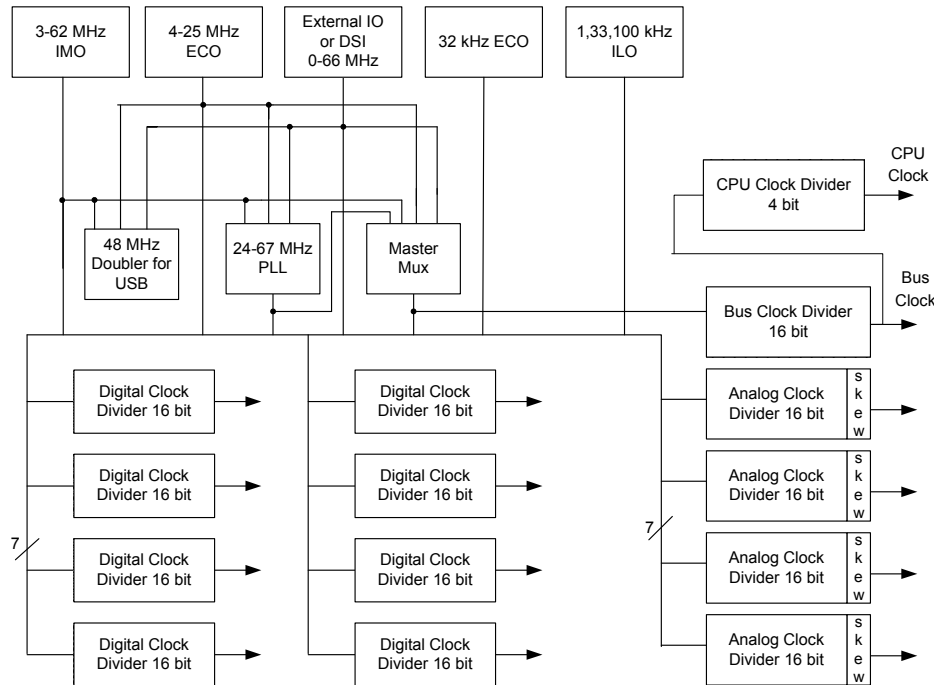 3-62 MHz
IMO
4-25 MHz
ECO
External IO
or DSI
0-66 MHz
32 kHz ECO
1,33,100 kHz
ILO
CPU
Clock
CPU Clock Divider
4 bit
48 MHz
Doubler for
USB
24-67 MHz
PLL
Master
Mux
Bus
Clock
Bus Clock Divider
16 bit
Digital Clock
Divider 16 bit
Digital Clock
Divider 16 bit
Analog Clock
Divider 16 bit
s
k
e
w
Digital Clock
Divider 16 bit
Digital Clock
Divider 16 bit
Analog Clock
Divider 16 bit
s
k
e
w
7
7
Digital Clock
Divider 16 bit
Digital Clock
Divider 16 bit
Analog Clock
Divider 16 bit
s
k
e
w
Digital Clock
Divider 16 bit
Digital Clock
Divider 16 bit
Analog Clock
Divider 16 bit
s
k
e
w